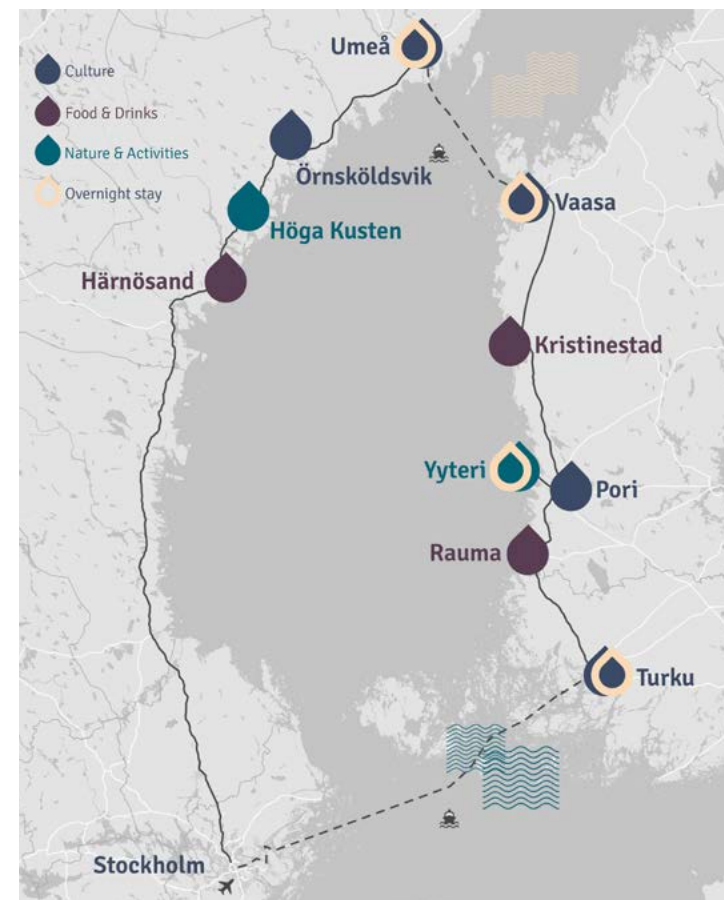 Culture
Food & Drinks
Nature & Activities
Overnight stay
Umeå
Örnsköldsvik
Vaasa
Höga Kusten
Härnösand
Kristinestad
Yyteri
Pori
Rauma
Turku
Stockholm